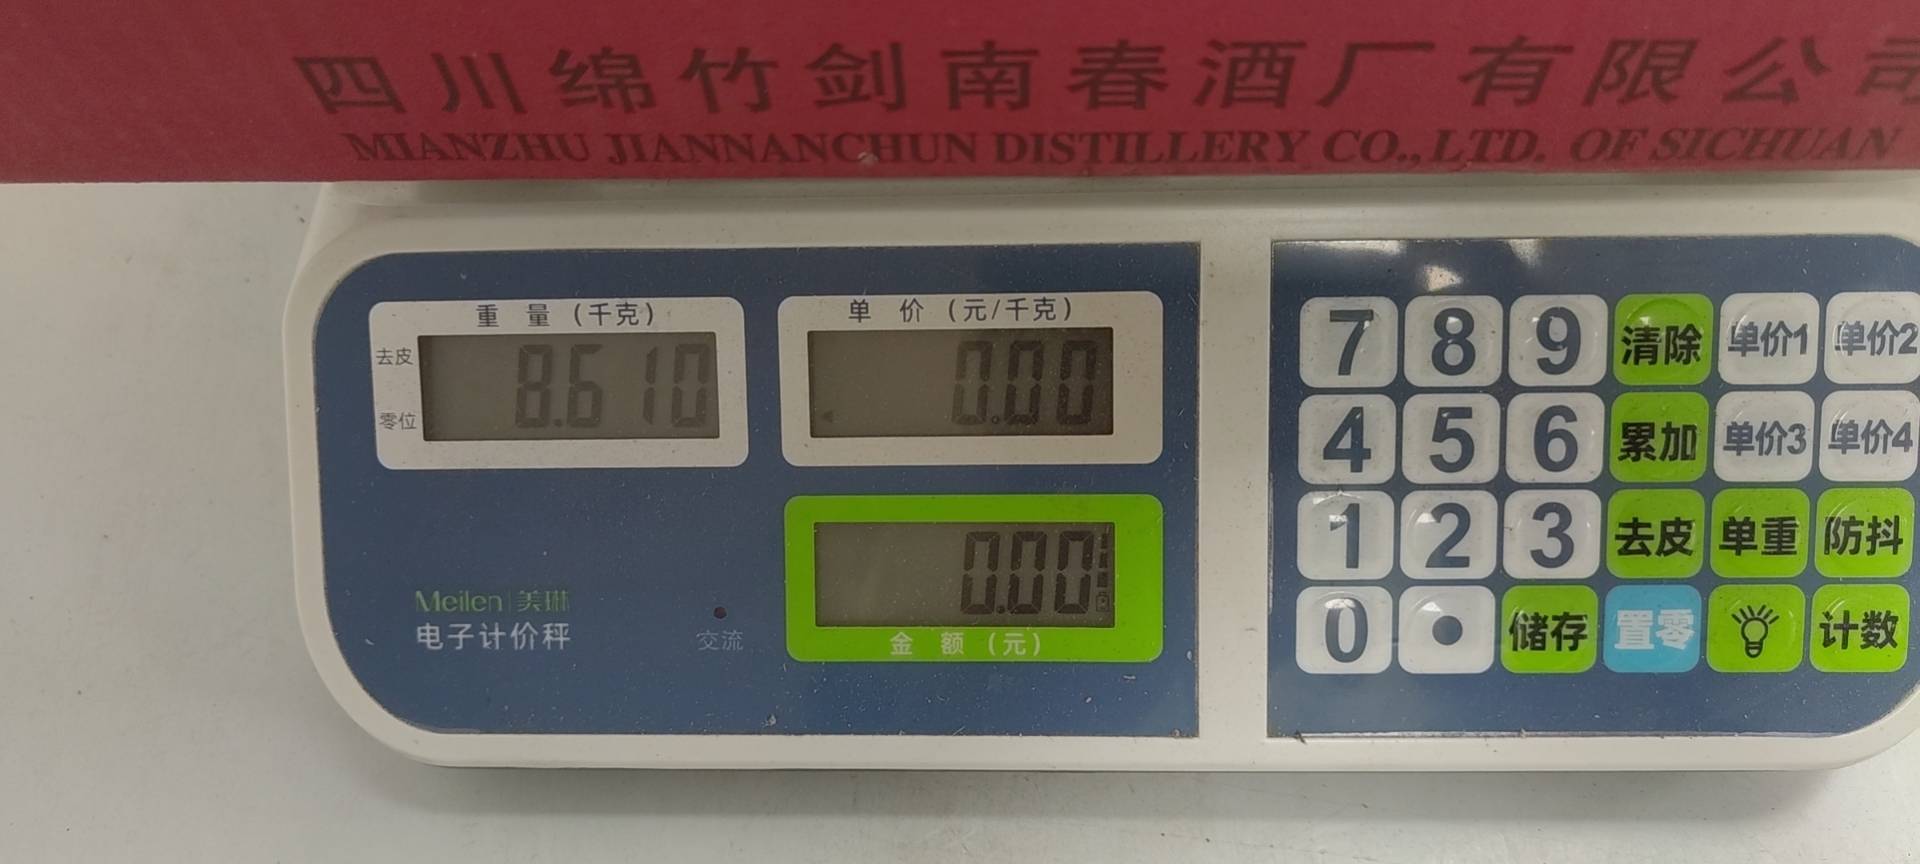 四川绵竹剑南春酒厂有限公司
MIANZHU JIANNANCHUN DISTILLERY CO., LTD. OF SICHUAN
重量(千克)
去皮
零位
8.610
单价(元/千克)
0.00
0.00
金额(元)
Meilen|美琳
电子计价秤
交流
7 8 9 清除 单价1 单价2
4 5 6 累加 单价3 单价4
1 2 3 去皮 单重 防抖
0 . 储存 置零 计数